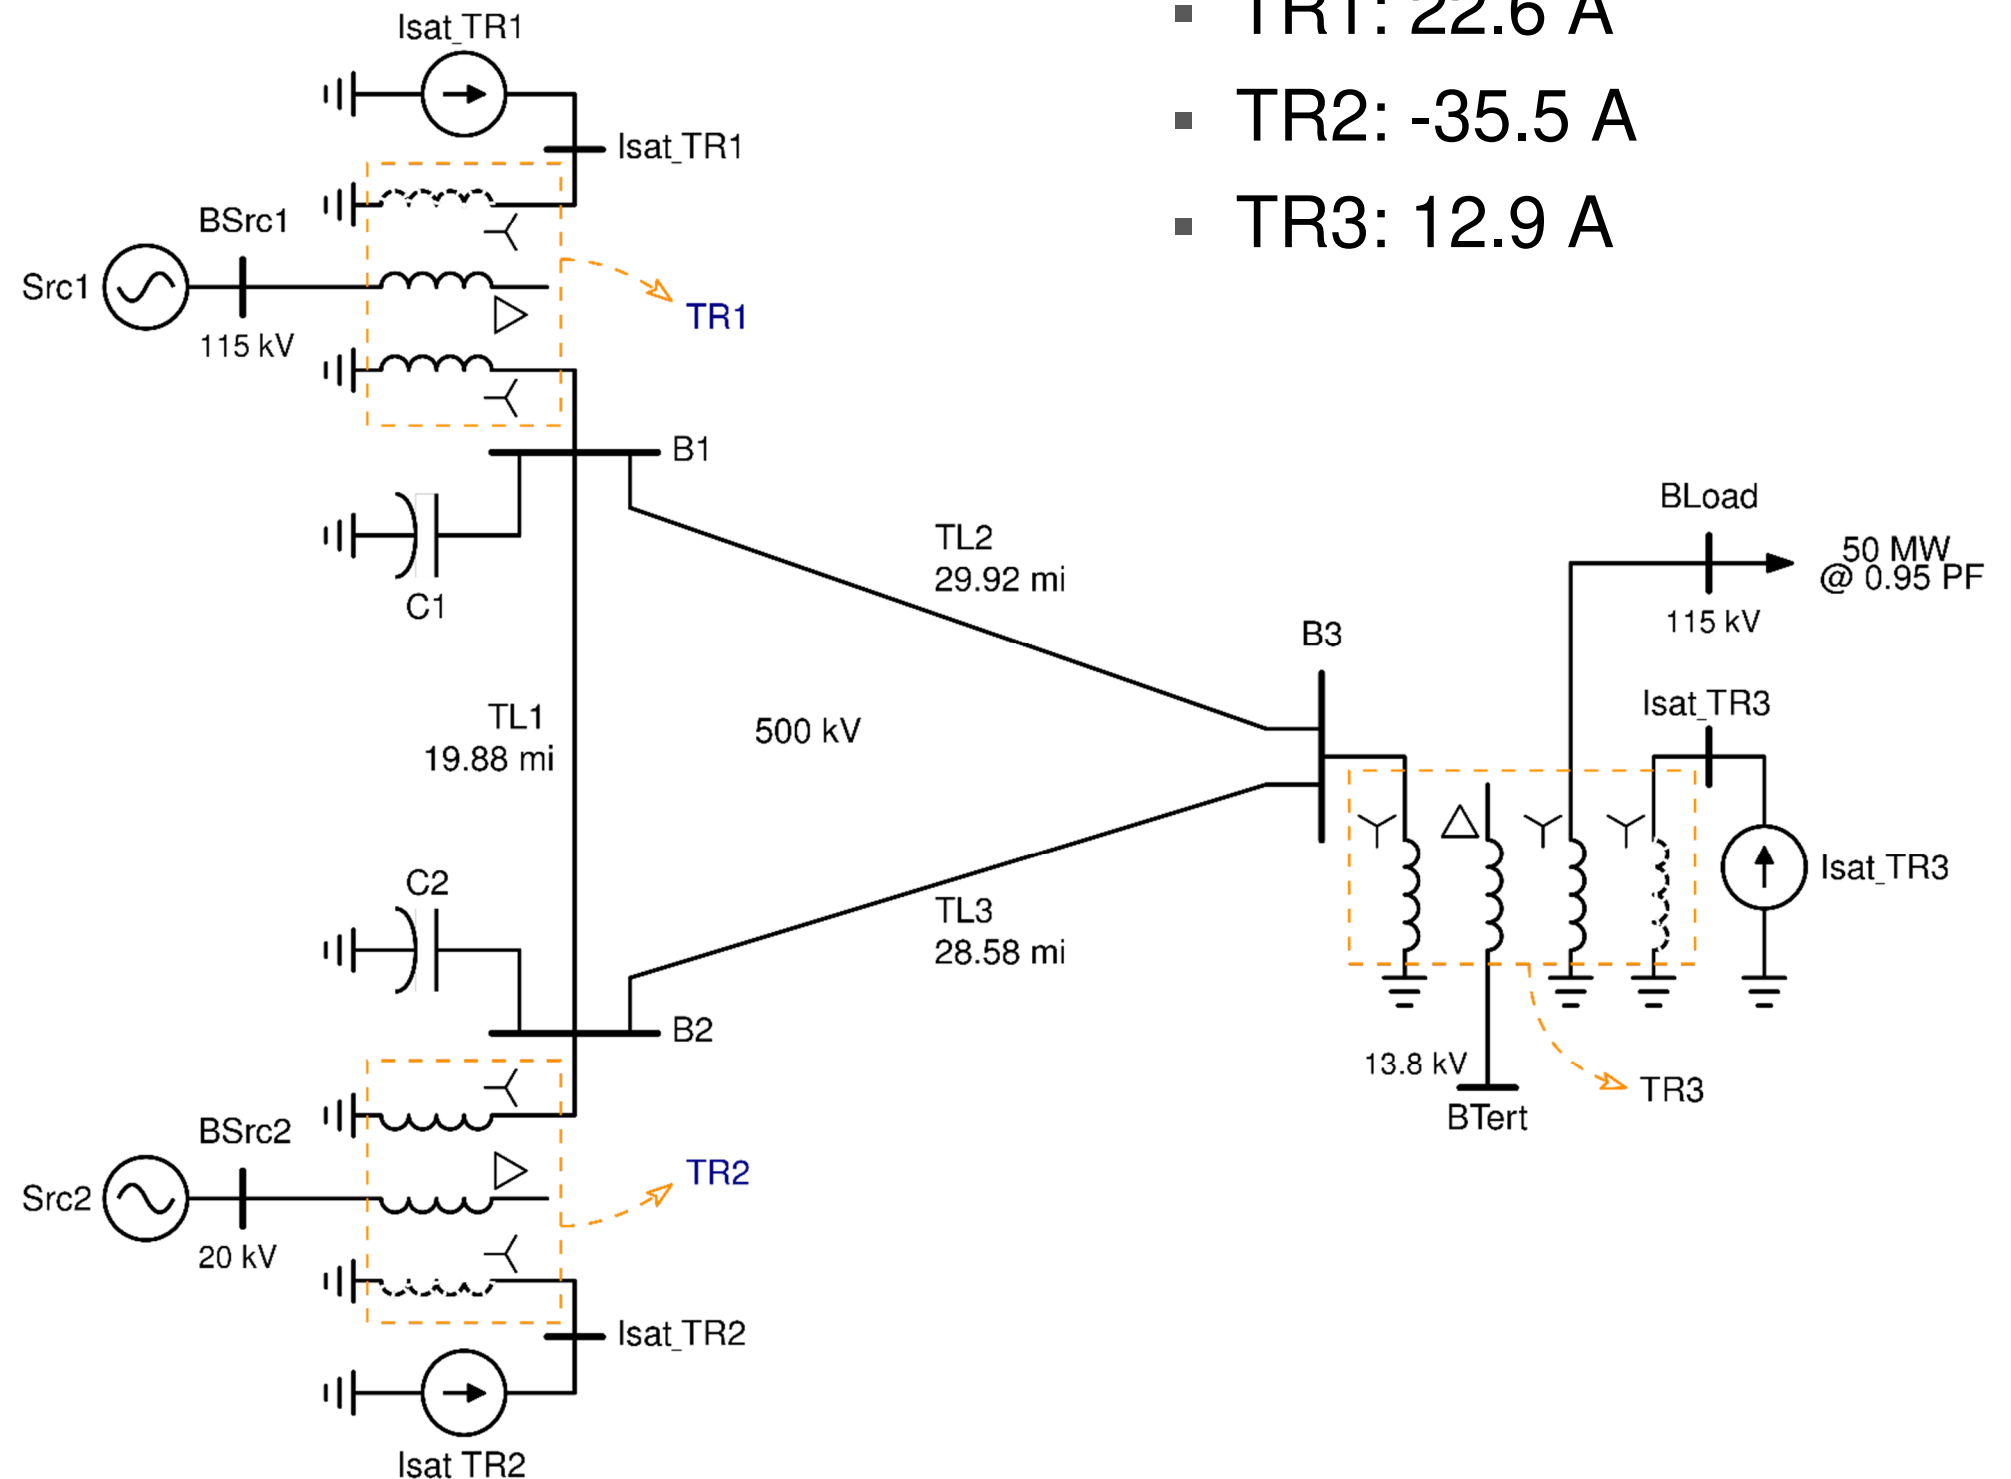 ▪ TR1: 22.6 A
▪ TR2: -35.5 A
▪ TR3: 12.9 A
Isat_TR1
Isat_TR1
BSrc1
Src1
115 kV
TR1
B1
C1
TL2
29.92 mi
BLoad
50 MW
@ 0.95 PF
115 kV
B3
Isat_TR3
TL1
19.88 mi
500 kV
Isat_TR3
C2
TL3
28.58 mi
B2
13.8 kV
BTert
TR3
BSrc2
Src2
20 kV
TR2
Isat_TR2
Isat TR2